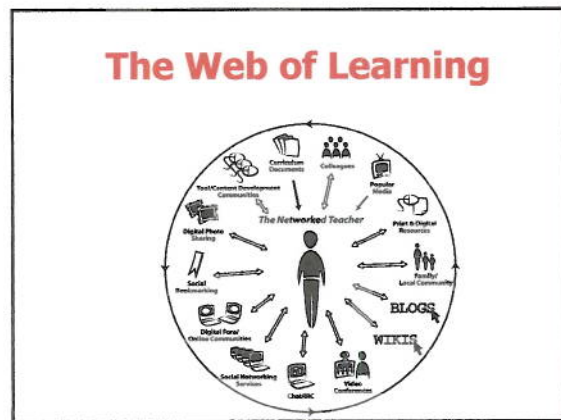 The Web of Learning
Curriculum
Documents
Colleagues
Popular
Media
Tool/Content Development
Communities
The Networked Teacher
Print & Digital
Resources
Digital Photo
Sharing
Family/
Local Community
Social
Bookmarking
BLOGS
WIKIS
Digital Fora/
Online Communities
Social Networking
Services
Chat/IRC
Video
Conferences